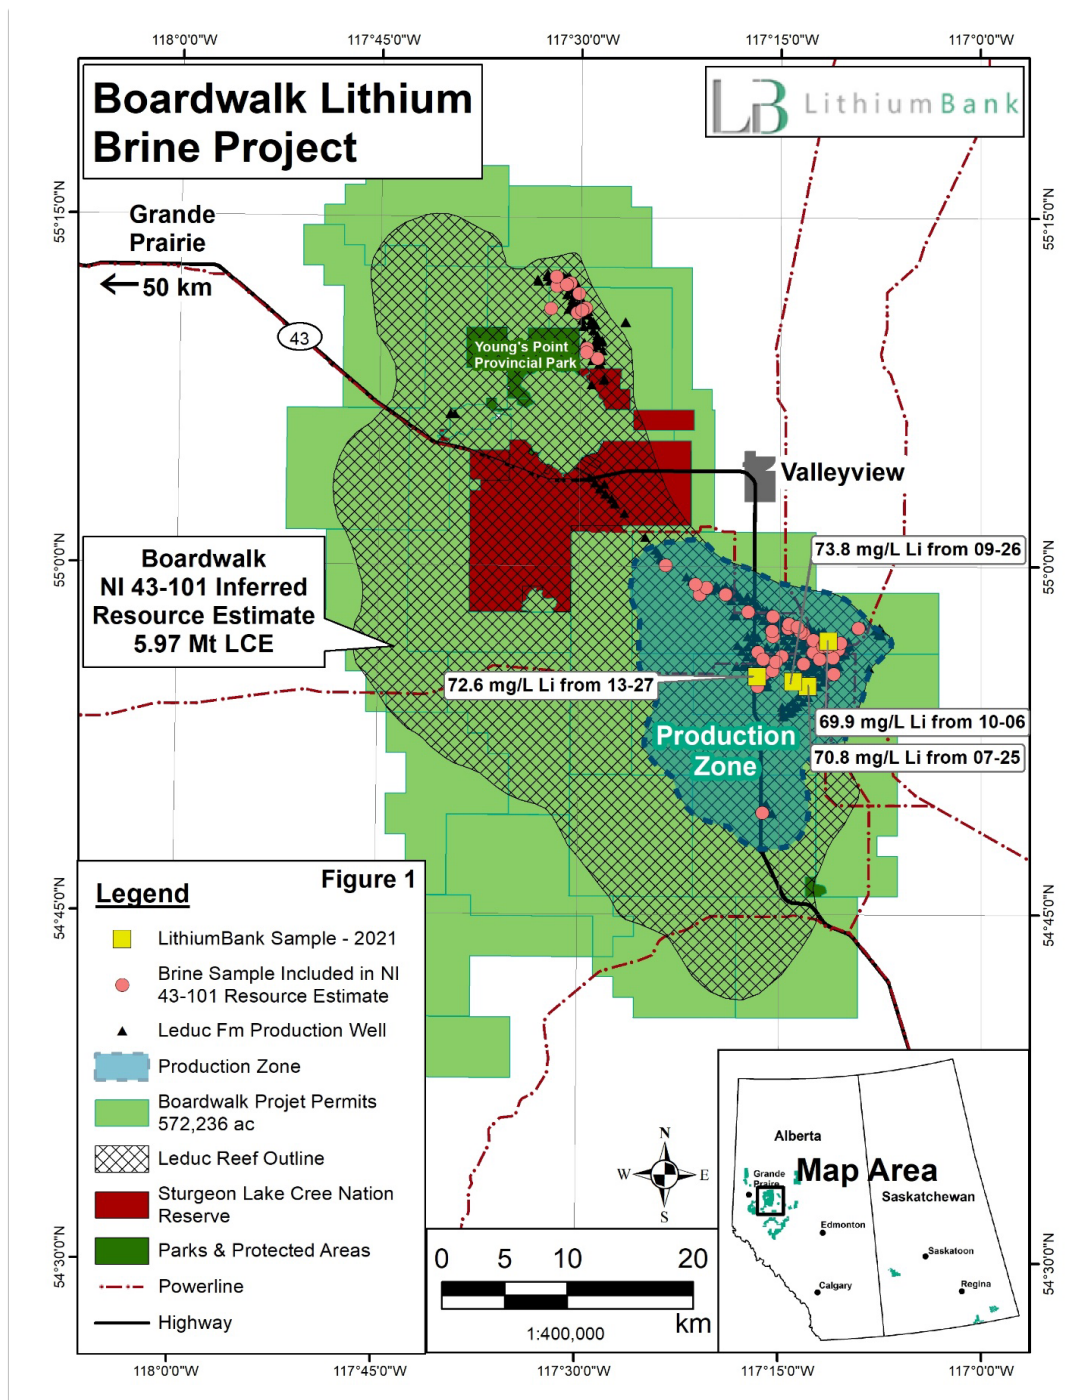 118°0'0"W
117°45'0"W
117°30'0"W
117°15'0"W
117°0'0"W
Boardwalk Lithium
Brine Project
LB LithiumBank
55°15'0"N
55°15'0"N
Grande
Prairie
50 km
43
Young's Point
Provincial Park
Valleyview
55°0'0"N
55°0'0"N
73.8 mg/L Li from 09-26
Boardwalk
NI 43-101 Inferred
Resource Estimate
5.97 Mt LCE
72.6 mg/L Li from 13-27
69.9 mg/L Li from 10-06
Production
Zone
70.8 mg/L Li from 07-25
54°45'0"N
54°45'0"N
Legend
Figure 1
LithiumBank Sample - 2021
Brine Sample Included in NI
43-101 Resource Estimate
Leduc Fm Production Well
Production Zone
Boardwalk Projet Permits
572,236 ac
Leduc Reef Outline
Sturgeon Lake Cree Nation
Reserve
Parks & Protected Areas
Powerline
Highway
N
W E
S
0 5 10 20
km
1:400,000
Alberta
Map Area
Grande
Prairie
Saskatchewan
Edmonton
Saskatoon
Calgary
Regina
54°30'0"N
54°30'0"N
118°0'0"W
117°45'0"W
117°30'0"W
117°15'0"W
117°0'0"W